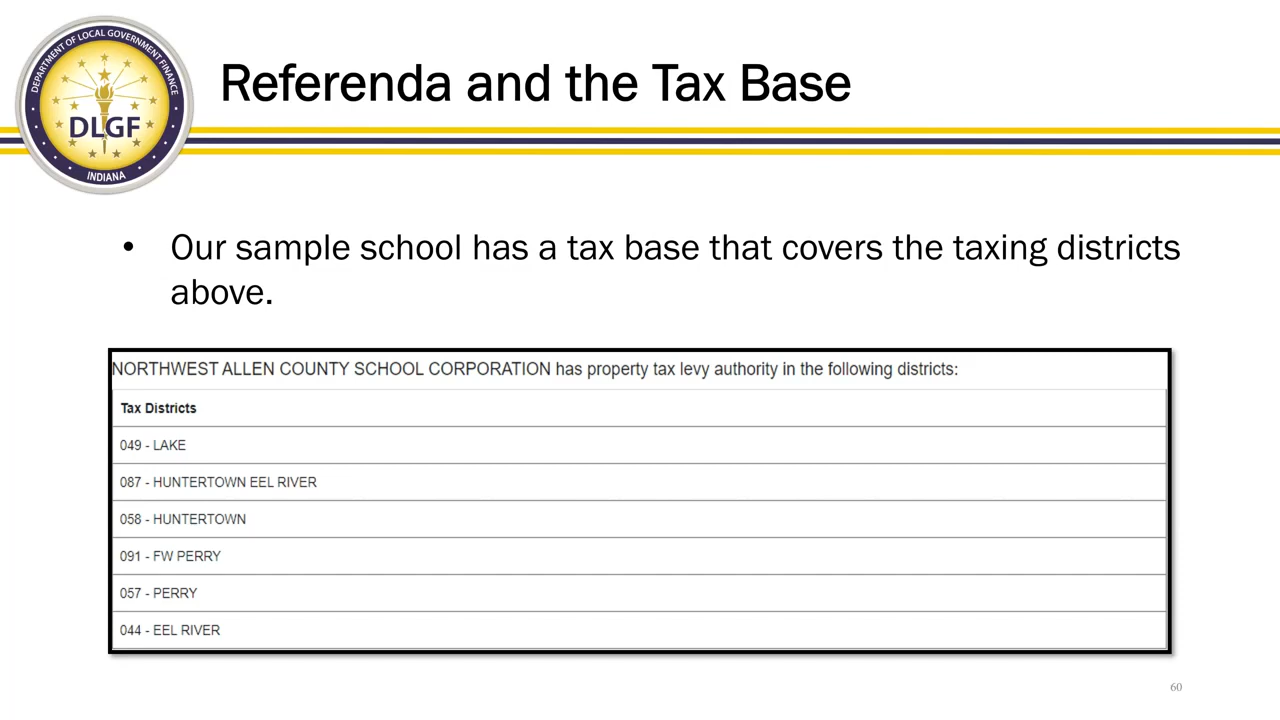 DEPARTMENT OF LOCAL GOVERNMENT FINANCE
DLGF
INDIANA
Referenda and the Tax Base
• Our sample school has a tax base that covers the taxing districts
above.
NORTHWEST ALLEN COUNTY SCHOOL CORPORATION has property tax levy authority in the following districts:
Tax Districts
049 - LAKE
087 - HUNTERTOWN EEL RIVER
058 - HUNTERTOWN
091 - FW PERRY
057 - PERRY
044 - EEL RIVER
60